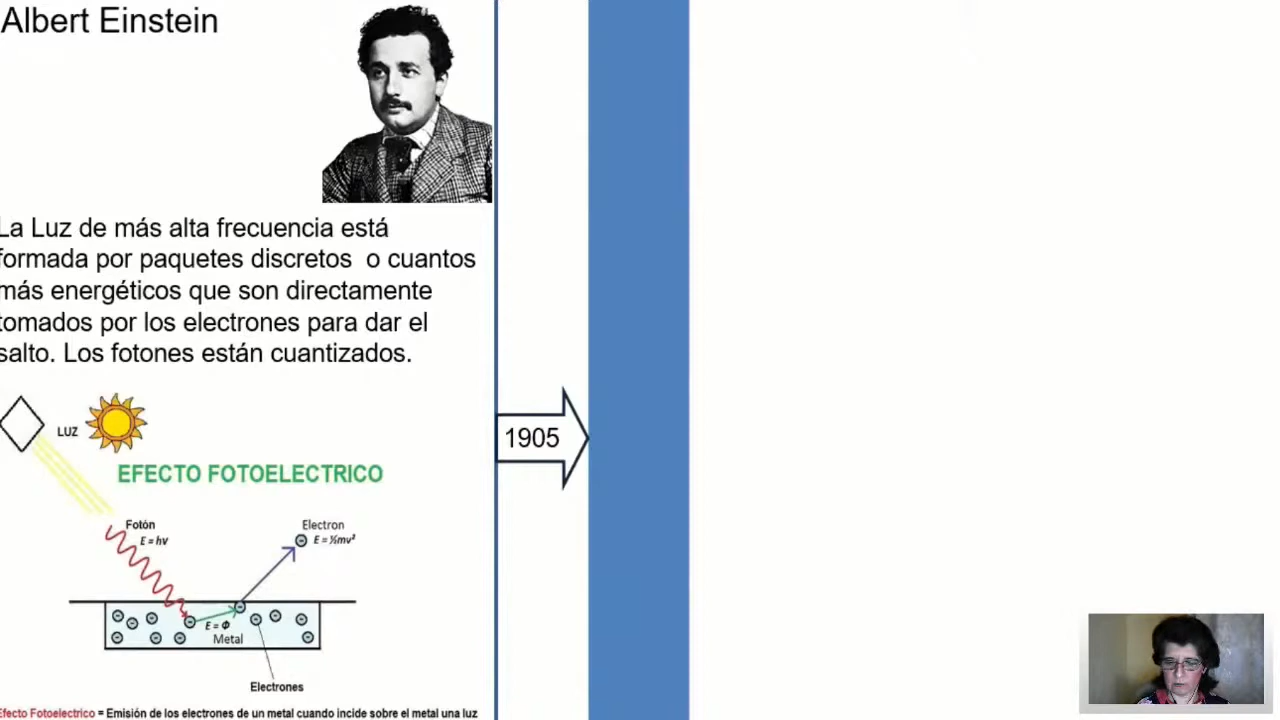 Albert Einstein
La Luz de más alta frecuencia está
formada por paquetes discretos o cuantos
más energéticos que son directamente
tomados por los electrones para dar el
salto. Los fotones están cuantizados.
LUZ
EFECTO FOTOELECTRICO
1905
Fotón
E = hv
Electron
E = ½mv²
E = Φ
Metal
Electrones
Efecto Fotoelectrico = Emisión de los electrones de un metal cuando incide sobre el metal una luz